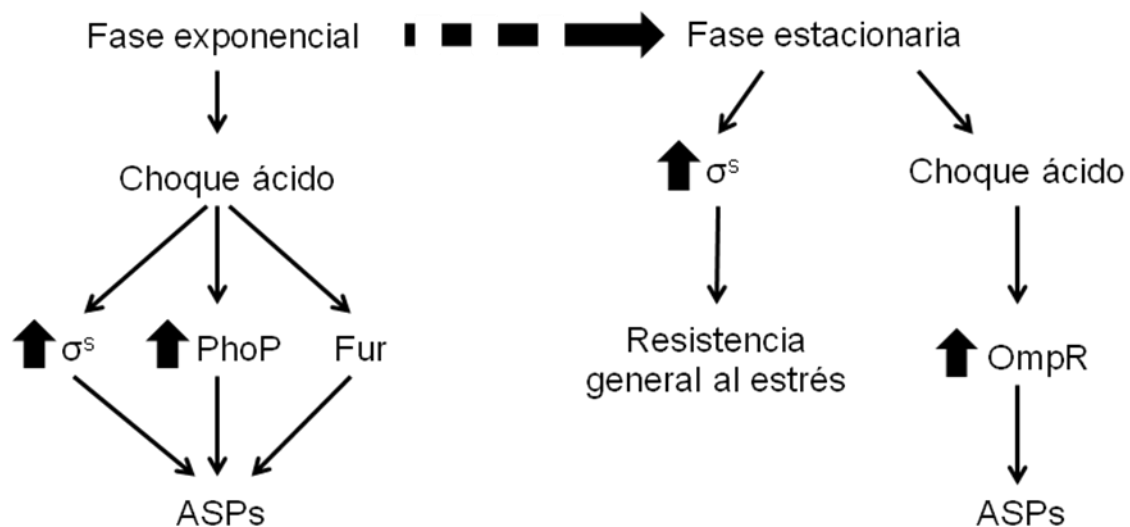 Fase exponencial
Fase estacionaria
Choque ácido
σˢ
Choque ácido
σˢ
PhoP
Fur
Resistencia
general al estrés
OmpR
ASPs
ASPs